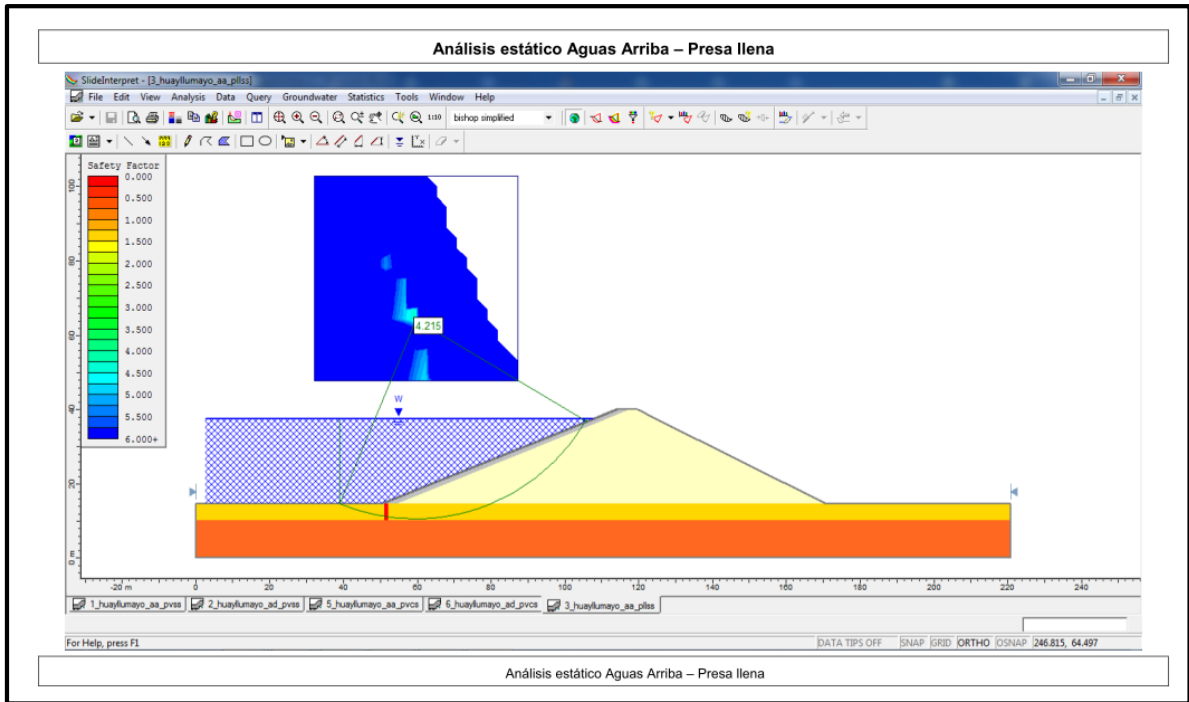 Análisis estático Aguas Arriba – Presa llena
SlideInterpret - [3_huayllumayo_aa_pllss]
File Edit View Analysis Data Query Groundwater Statistics Tools Window Help
1:10 bishop simplified
Safety Factor
0.000
0.500
1.000
1.500
2.000
2.500
3.000
3.500
4.000
4.500
5.000
5.500
6.000+
100
80
60
40
20
0 m
4.215
W
-20 m 0 20 40 60 80 100 120 140 160 180 200 220 240
1_huayllumayo_aa_pvss 2_huayllumayo_ad_pvss 5_huayllumayo_aa_pvcs 6_huayllumayo_ad_pvcs 3_huayllumayo_aa_pllss
For Help, press F1 DATA TIPS OFF SNAP GRID ORTHO OSNAP 246.815, 64.497
Análisis estático Aguas Arriba – Presa llena